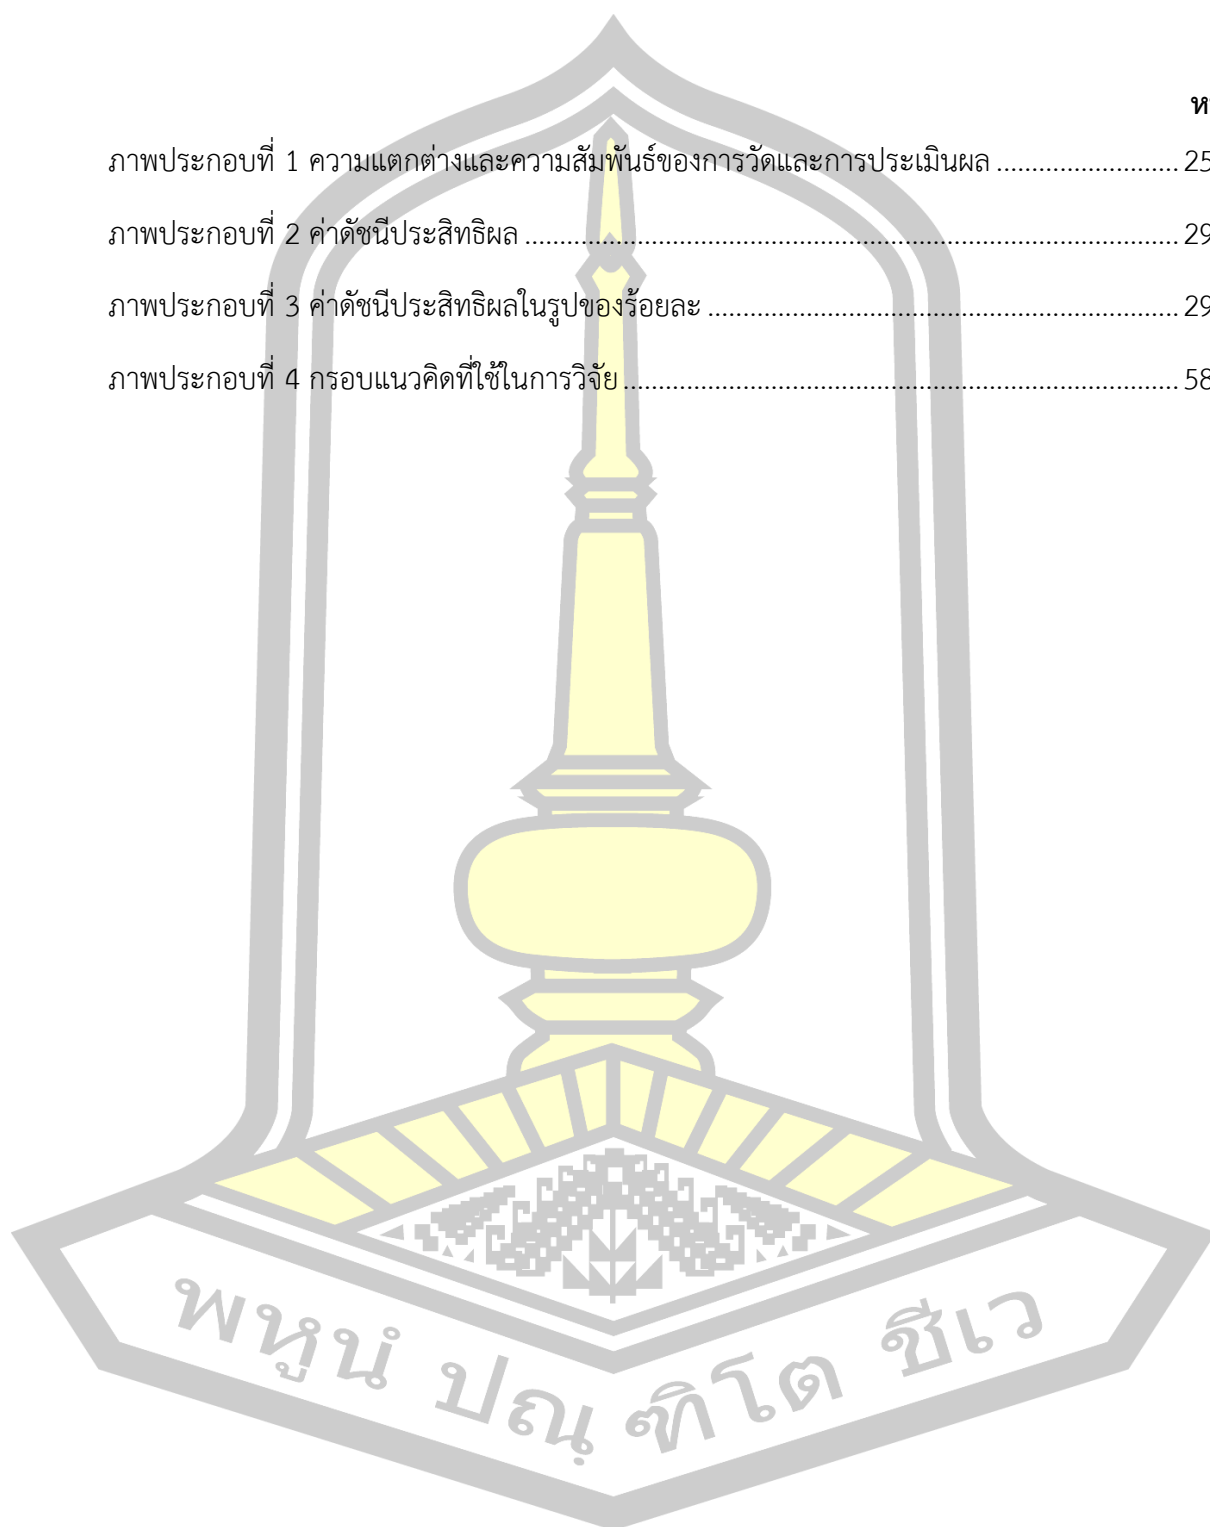 ภาพประกอบที่ 1 ความแตกต่างและความสัมพันธ์ของการวัดและการประเมินผล ......................... 25
ภาพประกอบที่ 2 ค่าดัชนีประสิทธิผล .......................................................................................... 29
ภาพประกอบที่ 3 ค่าดัชนีประสิทธิผลในรูปของร้อยละ ................................................................. 29
ภาพประกอบที่ 4 กรอบแนวคิดที่ใช้ในการวิจัย ............................................................................. 58
พหูนํ ปณฺฑิโต ชีเว